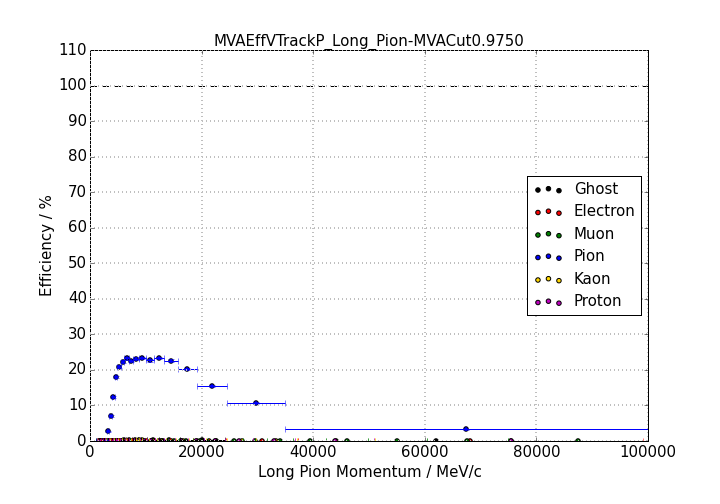 MVAEffVTrackP_Long_Pion-MVACut0.9750
110
100
90
80
70
60
50
40
30
20
10
0
Efficiency / %
Ghost
Electron
Muon
Pion
Kaon
Proton
0 20000 40000 60000 80000 100000
Long Pion Momentum / MeV/c